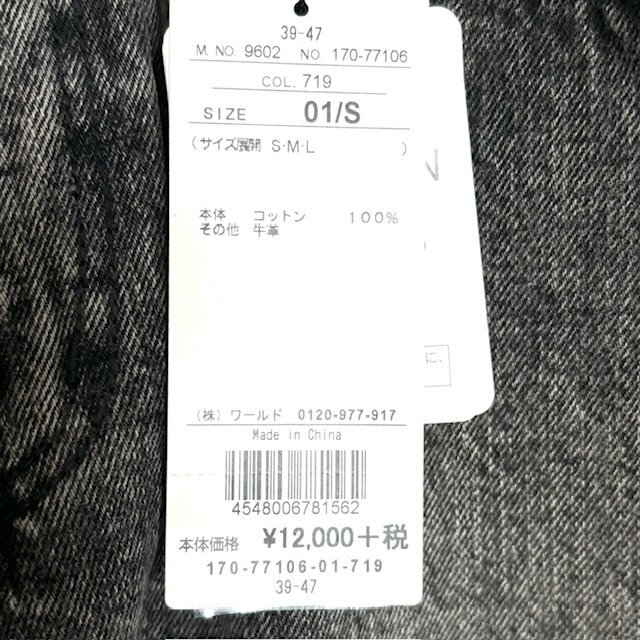 39-47
M. NO. 9602 NO. 170-77106
COL. 719
SIZE 01/S
(サイズ展開 S・M・L )
本体 コットン 100%
その他 牛革
に、
(株) ワールド 0120-977-917
Made in China
4548006781562
本体価格 ¥12,000+税
170-77106-01-719
39-47